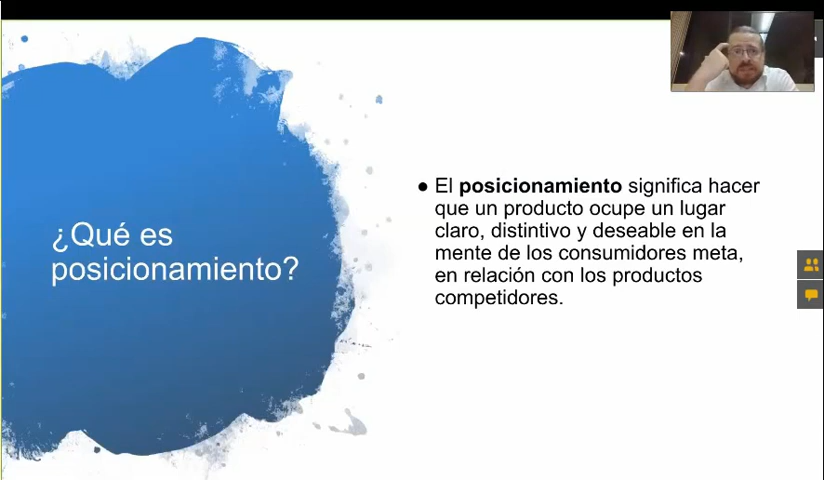 ¿Qué es
posicionamiento?
● El posicionamiento significa hacer
que un producto ocupe un lugar
claro, distintivo y deseable en la
mente de los consumidores meta,
en relación con los productos
competidores.